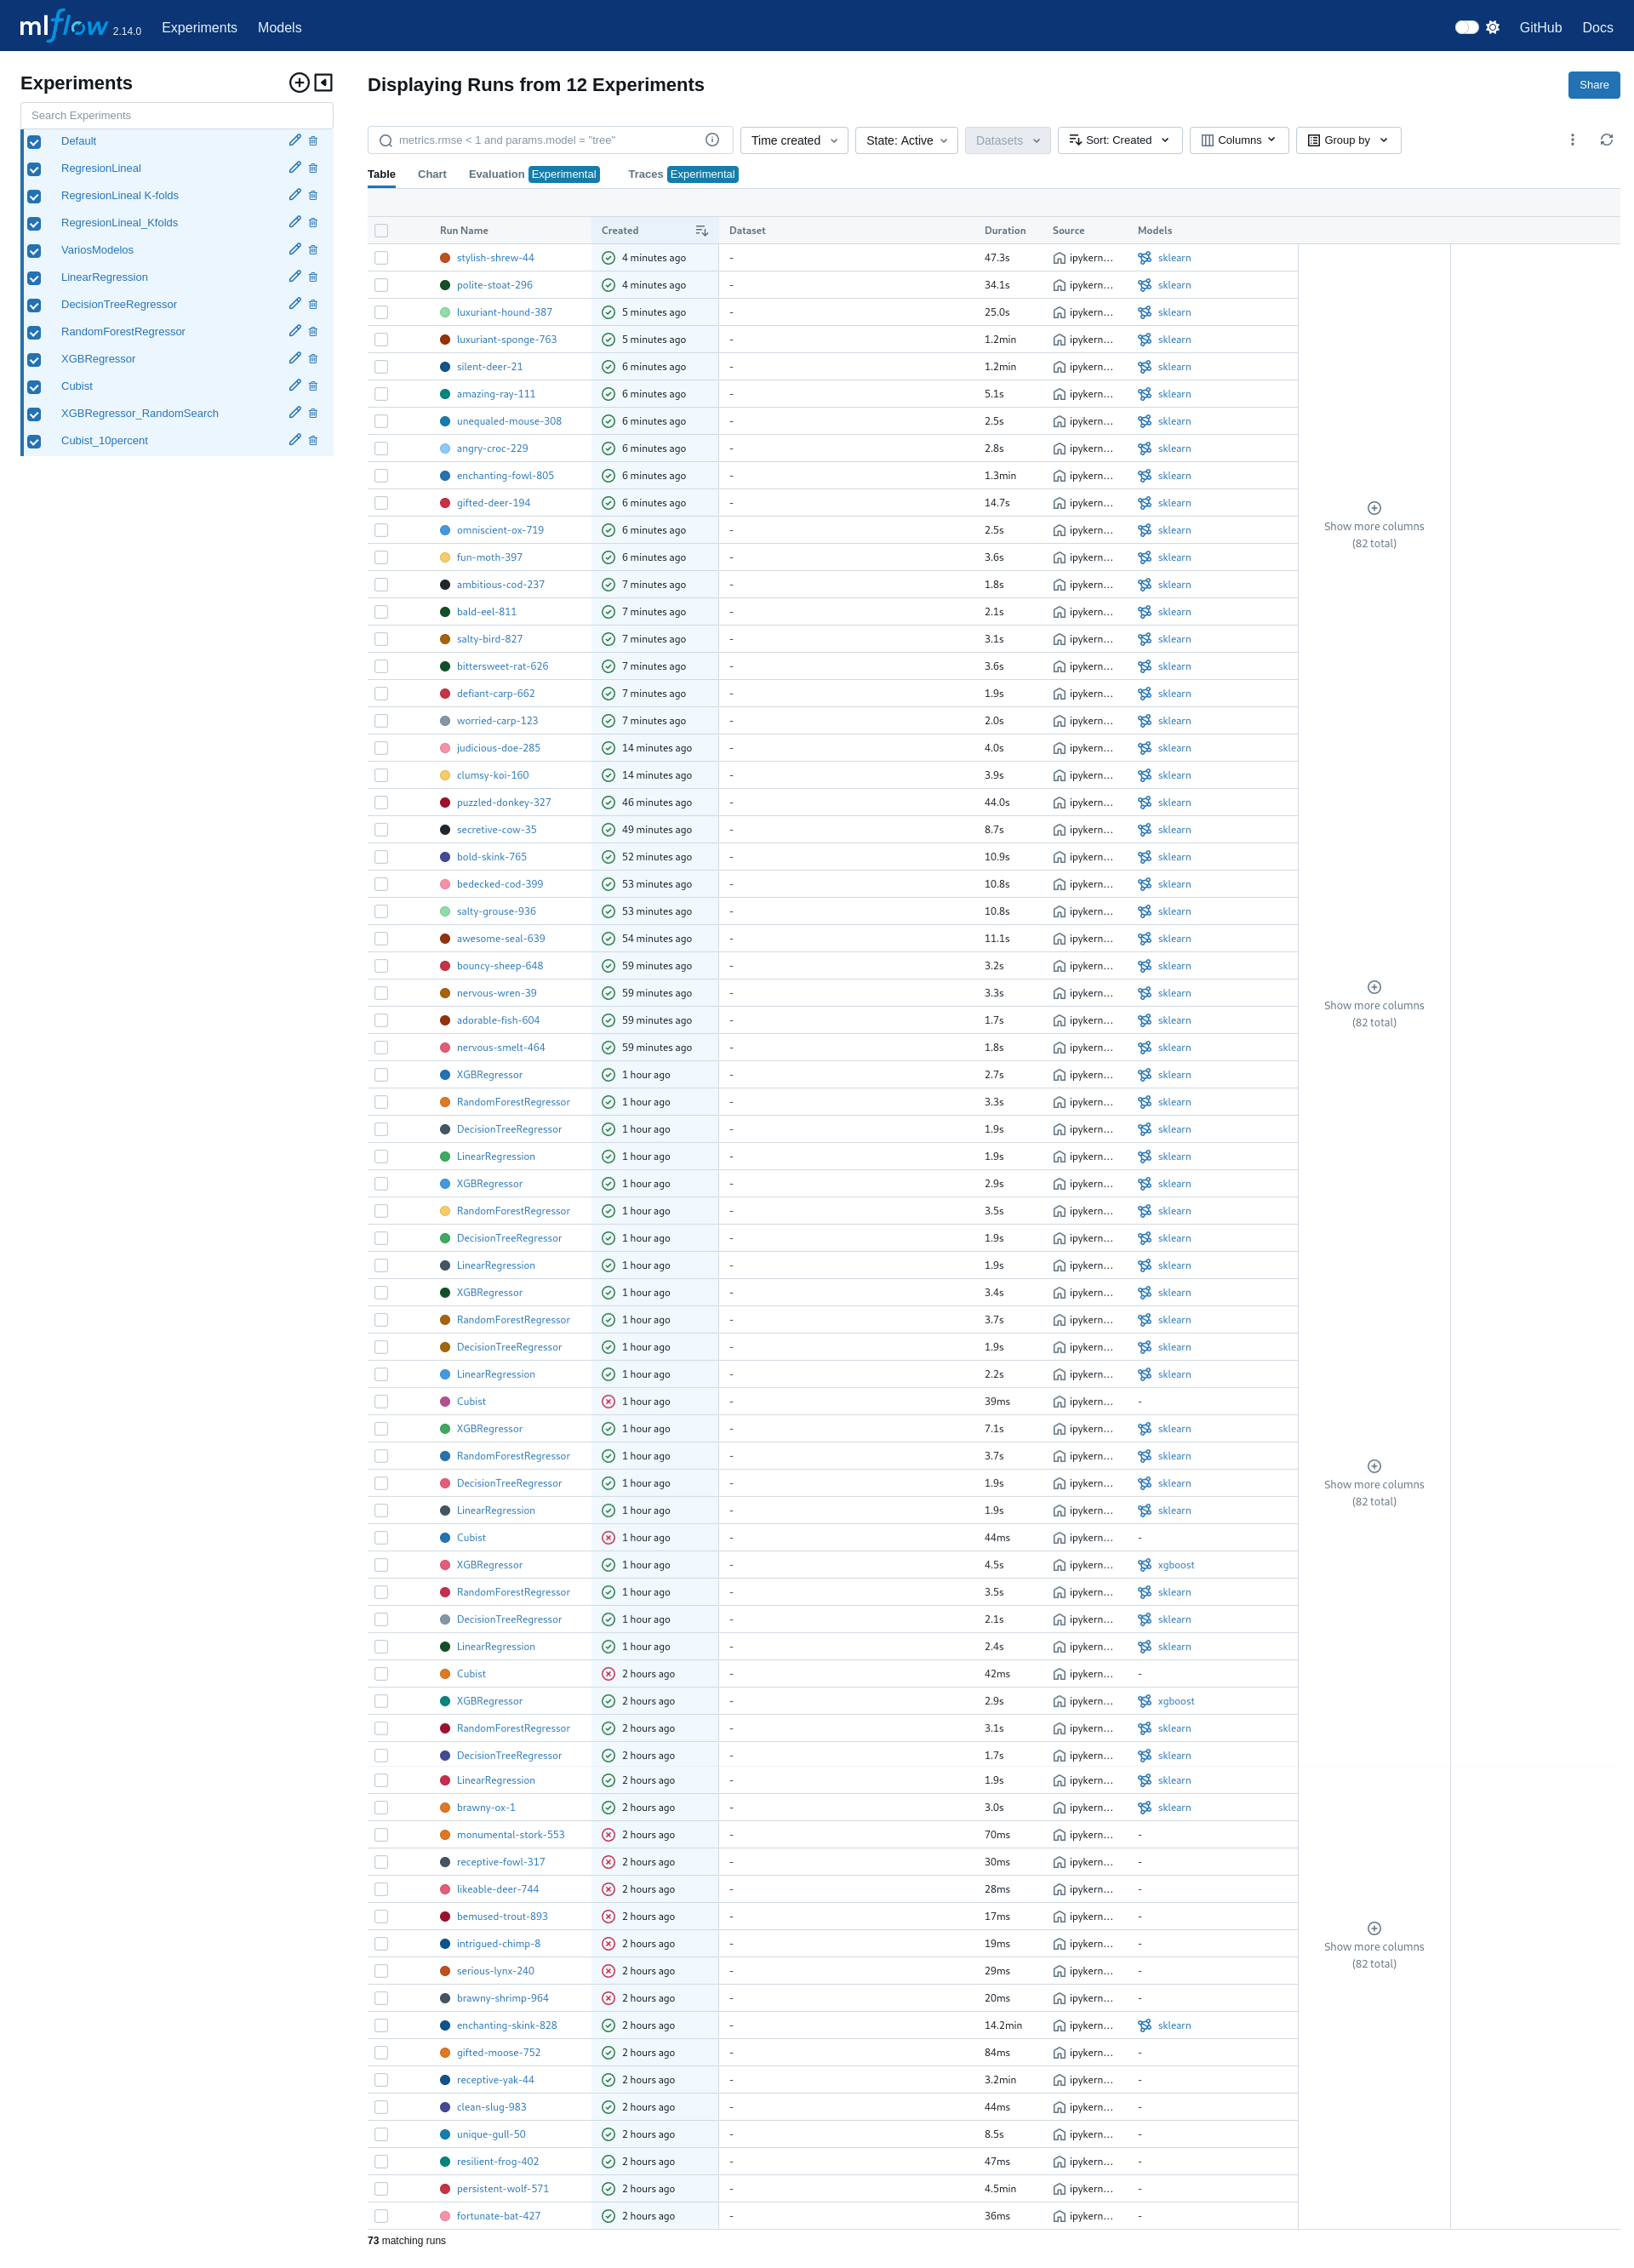 mlflow 2.14.0 Experiments Models GitHub Docs
Experiments
Search Experiments
Default
RegresionLineal
RegresionLineal K-folds
RegresionLineal_Kfolds
VariosModelos
LinearRegression
DecisionTreeRegressor
RandomForestRegressor
XGBRegressor
Cubist
XGBRegressor_RandomSearch
Cubist_10percent
Displaying Runs from 12 Experiments Share
metrics.rmse < 1 and params.model = "tree" Time created State: Active Datasets Sort: Created Columns Group by
Table Chart Evaluation Experimental Traces Experimental
Run Name Created Dataset Duration Source Models
stylish-shrew-44 4 minutes ago - 47.3s ipykern... sklearn
polite-stoat-296 4 minutes ago - 34.1s ipykern... sklearn
luxuriant-hound-387 5 minutes ago - 25.0s ipykern... sklearn
luxuriant-sponge-763 5 minutes ago - 1.2min ipykern... sklearn
silent-deer-21 6 minutes ago - 1.2min ipykern... sklearn
amazing-ray-111 6 minutes ago - 5.1s ipykern... sklearn
unequaled-mouse-308 6 minutes ago - 2.5s ipykern... sklearn
angry-croc-229 6 minutes ago - 2.8s ipykern... sklearn
enchanting-fowl-805 6 minutes ago - 1.3min ipykern... sklearn
gifted-deer-194 6 minutes ago - 14.7s ipykern... sklearn
omniscient-ox-719 6 minutes ago - 2.5s ipykern... sklearn
fun-moth-397 6 minutes ago - 3.6s ipykern... sklearn
ambitious-cod-237 7 minutes ago - 1.8s ipykern... sklearn
bald-eel-811 7 minutes ago - 2.1s ipykern... sklearn
salty-bird-827 7 minutes ago - 3.1s ipykern... sklearn
bittersweet-rat-626 7 minutes ago - 3.6s ipykern... sklearn
defiant-carp-662 7 minutes ago - 1.9s ipykern... sklearn
worried-carp-123 7 minutes ago - 2.0s ipykern... sklearn
judicious-doe-285 14 minutes ago - 4.0s ipykern... sklearn
clumsy-koi-160 14 minutes ago - 3.9s ipykern... sklearn
puzzled-donkey-327 46 minutes ago - 44.0s ipykern... sklearn
secretive-cow-35 49 minutes ago - 8.7s ipykern... sklearn
bold-skink-765 52 minutes ago - 10.9s ipykern... sklearn
bedecked-cod-399 53 minutes ago - 10.8s ipykern... sklearn
salty-grouse-936 53 minutes ago - 10.8s ipykern... sklearn
awesome-seal-639 54 minutes ago - 11.1s ipykern... sklearn
bouncy-sheep-648 59 minutes ago - 3.2s ipykern... sklearn
nervous-wren-39 59 minutes ago - 3.3s ipykern... sklearn
adorable-fish-604 59 minutes ago - 1.7s ipykern... sklearn
nervous-smelt-464 59 minutes ago - 1.8s ipykern... sklearn
XGBRegressor 1 hour ago - 2.7s ipykern... sklearn
RandomForestRegressor 1 hour ago - 3.3s ipykern... sklearn
DecisionTreeRegressor 1 hour ago - 1.9s ipykern... sklearn
LinearRegression 1 hour ago - 1.9s ipykern... sklearn
XGBRegressor 1 hour ago - 2.9s ipykern... sklearn
RandomForestRegressor 1 hour ago - 3.5s ipykern... sklearn
DecisionTreeRegressor 1 hour ago - 1.9s ipykern... sklearn
LinearRegression 1 hour ago - 1.9s ipykern... sklearn
XGBRegressor 1 hour ago - 3.4s ipykern... sklearn
RandomForestRegressor 1 hour ago - 3.7s ipykern... sklearn
DecisionTreeRegressor 1 hour ago - 1.9s ipykern... sklearn
LinearRegression 1 hour ago - 2.2s ipykern... sklearn
Cubist 1 hour ago - 39ms ipykern... -
XGBRegressor 1 hour ago - 7.1s ipykern... sklearn
RandomForestRegressor 1 hour ago - 3.7s ipykern... sklearn
DecisionTreeRegressor 1 hour ago - 1.9s ipykern... sklearn
LinearRegression 1 hour ago - 1.9s ipykern... sklearn
Cubist 1 hour ago - 44ms ipykern... -
XGBRegressor 1 hour ago - 4.5s ipykern... xgboost
RandomForestRegressor 1 hour ago - 3.5s ipykern... sklearn
DecisionTreeRegressor 1 hour ago - 2.1s ipykern... sklearn
LinearRegression 1 hour ago - 2.4s ipykern... sklearn
Cubist 2 hours ago - 42ms ipykern... -
XGBRegressor 2 hours ago - 2.9s ipykern... xgboost
RandomForestRegressor 2 hours ago - 3.1s ipykern... sklearn
DecisionTreeRegressor 2 hours ago - 1.7s ipykern... sklearn
LinearRegression 2 hours ago - 1.9s ipykern... sklearn
brawny-ox-1 2 hours ago - 3.0s ipykern... sklearn
monumental-stork-553 2 hours ago - 70ms ipykern... -
receptive-fowl-317 2 hours ago - 30ms ipykern... -
likeable-deer-744 2 hours ago - 28ms ipykern... -
bemused-trout-893 2 hours ago - 17ms ipykern... -
intrigued-chimp-8 2 hours ago - 19ms ipykern... -
serious-lynx-240 2 hours ago - 29ms ipykern... -
brawny-shrimp-964 2 hours ago - 20ms ipykern... -
enchanting-skink-828 2 hours ago - 14.2min ipykern... sklearn
gifted-moose-752 2 hours ago - 84ms ipykern... -
receptive-yak-44 2 hours ago - 3.2min ipykern... -
clean-slug-983 2 hours ago - 44ms ipykern... -
unique-gull-50 2 hours ago - 8.5s ipykern... -
resilient-frog-402 2 hours ago - 47ms ipykern... -
persistent-wolf-571 2 hours ago - 4.5min ipykern... -
fortunate-bat-427 2 hours ago - 36ms ipykern... -
Show more columns
(82 total)
Show more columns
(82 total)
Show more columns
(82 total)
Show more columns
(82 total)
73 matching runs